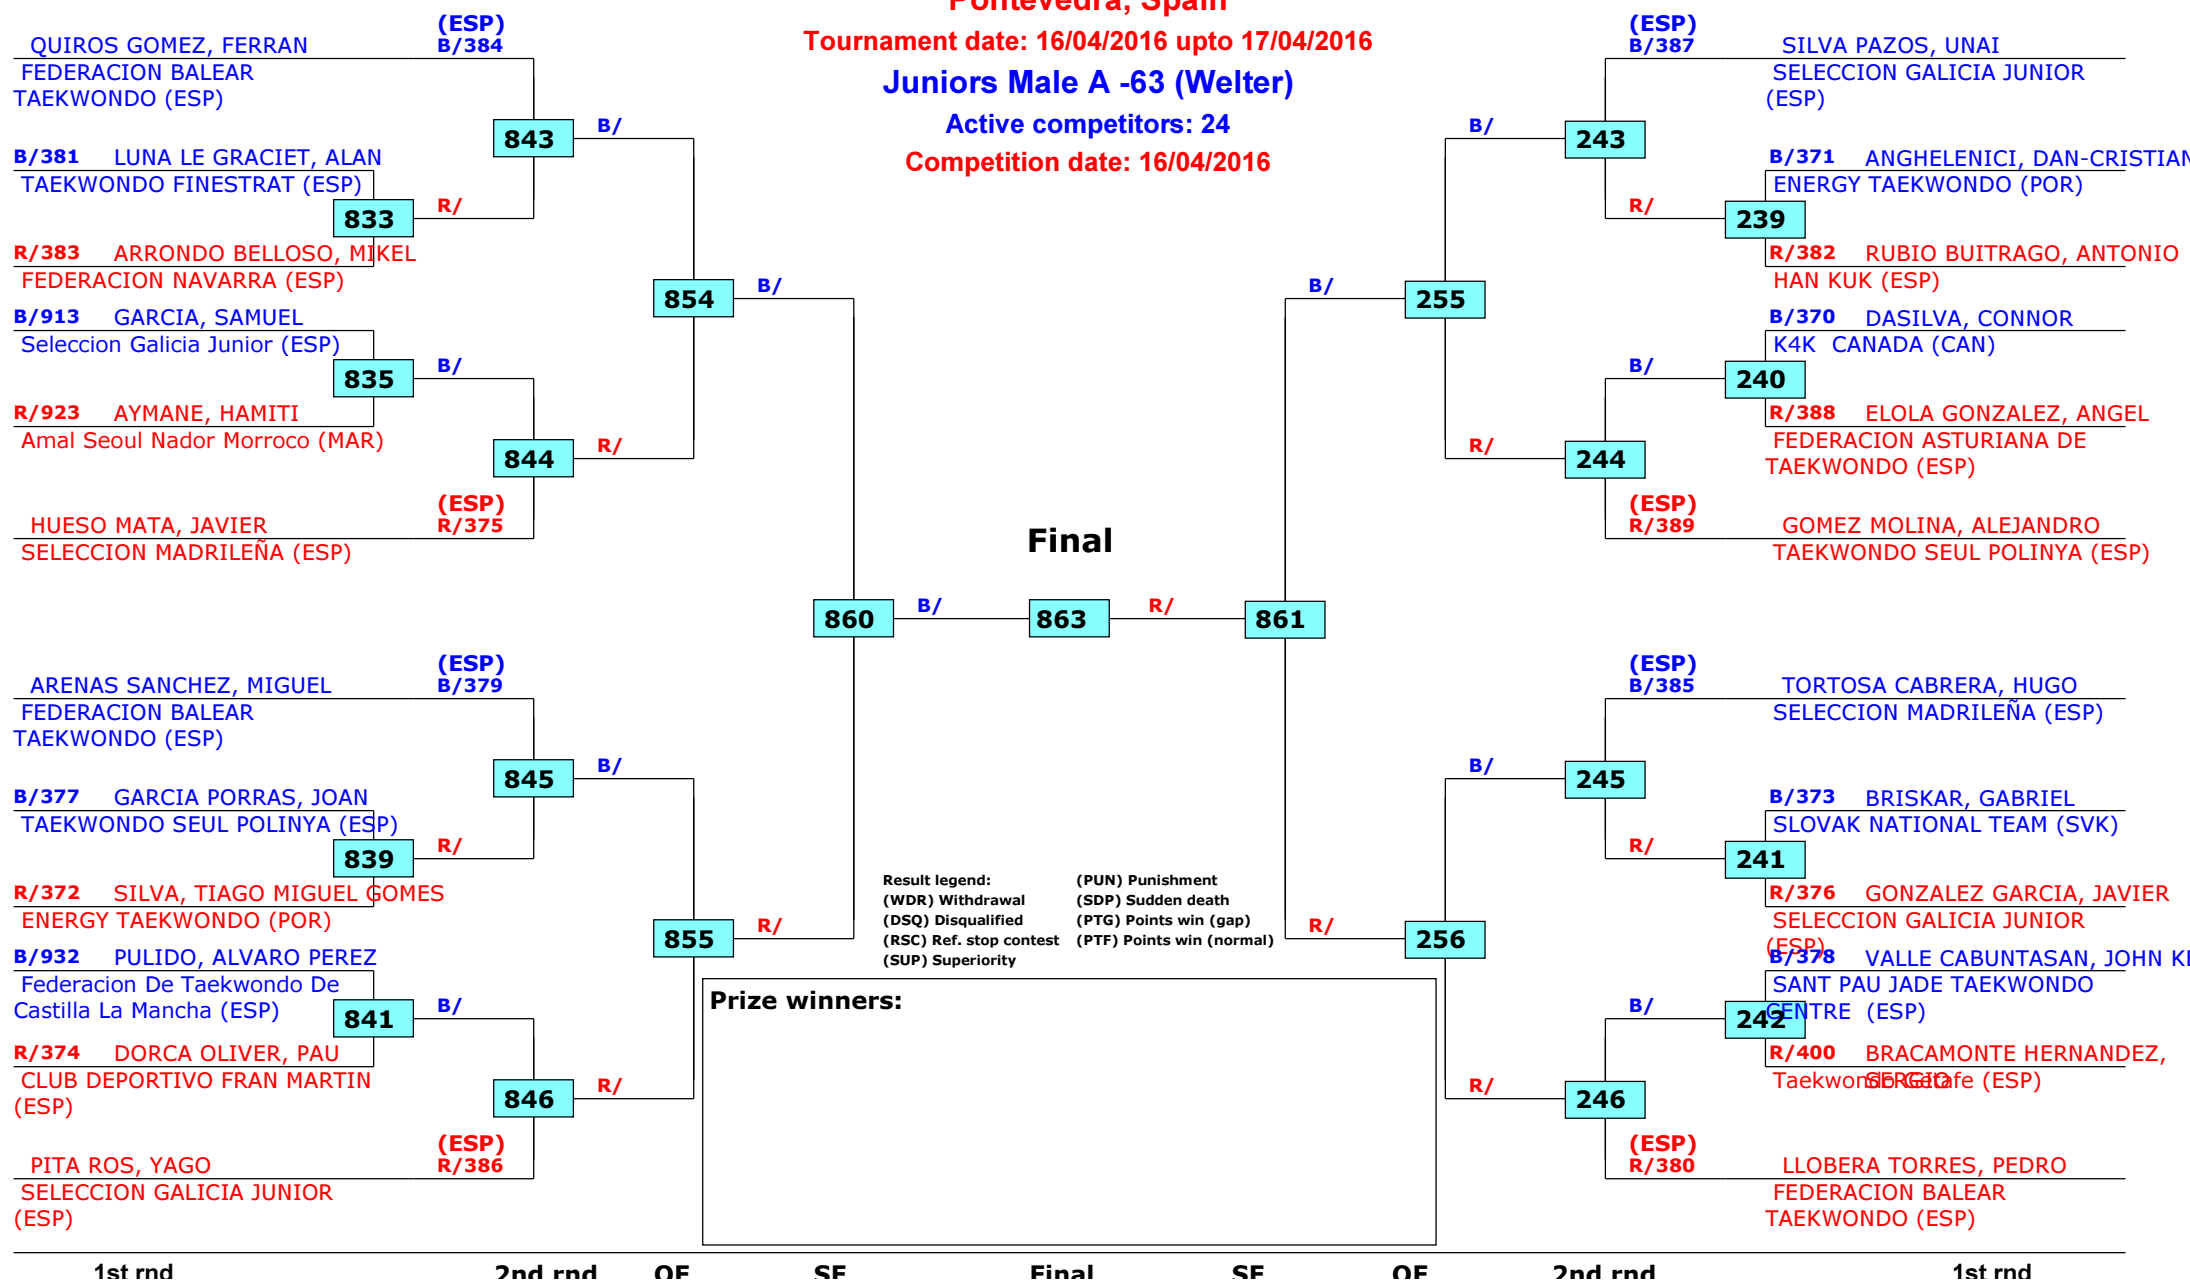 Pontevedra, Spain
Tournament date: 16/04/2016 upto 17/04/2016
Juniors Male A -63 (Welter)
Active competitors: 24
Competition date: 16/04/2016
(ESP)
QUIROS GOMEZ, FERRAN B/384
FEDERACION BALEAR
TAEKWONDO (ESP)
843
B/
B/381 LUNA LE GRACIET, ALAN
TAEKWONDO FINESTRAT (ESP)
833
R/
R/383 ARRONDO BELLOSO, MIKEL
FEDERACION NAVARRA (ESP)
854
B/
B/913 GARCIA, SAMUEL
Seleccion Galicia Junior (ESP)
835
B/
R/923 AYMANE, HAMITI
Amal Seoul Nador Morroco (MAR)
844
R/
(ESP)
HUESO MATA, JAVIER R/375
SELECCION MADRILEÑA (ESP)
Final
860
B/
863
R/
861
(ESP)
ARENAS SANCHEZ, MIGUEL B/379
FEDERACION BALEAR
TAEKWONDO (ESP)
845
B/
B/377 GARCIA PORRAS, JOAN
TAEKWONDO SEUL POLINYA (ESP)
839
R/
R/372 SILVA, TIAGO MIGUEL GOMES
ENERGY TAEKWONDO (POR)
855
R/
B/932 PULIDO, ALVARO PEREZ
Federacion De Taekwondo De
Castilla La Mancha (ESP)
841
B/
R/374 DORCA OLIVER, PAU
CLUB DEPORTIVO FRAN MARTIN
(ESP)
846
R/
(ESP)
PITA ROS, YAGO R/386
SELECCION GALICIA JUNIOR
(ESP)
(ESP)
B/387 SILVA PAZOS, UNAI
SELECCION GALICIA JUNIOR
(ESP)
B/
243
B/371 ANGHELENICI, DAN-CRISTIAN
ENERGY TAEKWONDO (POR)
R/
239
R/382 RUBIO BUITRAGO, ANTONIO
HAN KUK (ESP)
B/
255
B/370 DASILVA, CONNOR
K4K CANADA (CAN)
B/
240
R/388 ELOLA GONZALEZ, ANGEL
FEDERACION ASTURIANA DE
TAEKWONDO (ESP)
R/
244
(ESP)
R/389 GOMEZ MOLINA, ALEJANDRO
TAEKWONDO SEUL POLINYA (ESP)
(ESP)
B/385 TORTOSA CABRERA, HUGO
SELECCION MADRILEÑA (ESP)
B/
245
B/373 BRISKAR, GABRIEL
SLOVAK NATIONAL TEAM (SVK)
R/
241
R/376 GONZALEZ GARCIA, JAVIER
SELECCION GALICIA JUNIOR
(ESP)
R/
256
B/378 VALLE CABUNTASAN, JOHN KE
SANT PAU JADE TAEKWONDO
CENTRE (ESP)
B/
242
R/400 BRACAMONTE HERNANDEZ,
SERGIO
Taekwondo Getafe (ESP)
R/
246
(ESP)
R/380 LLOBERA TORRES, PEDRO
FEDERACION BALEAR
TAEKWONDO (ESP)
Result legend: (PUN) Punishment
(WDR) Withdrawal (SDP) Sudden death
(DSQ) Disqualified (PTG) Points win (gap)
(RSC) Ref. stop contest (PTF) Points win (normal)
(SUP) Superiority
Prize winners:
1st rnd 2nd rnd QF SF Final SF QF 2nd rnd 1st rnd